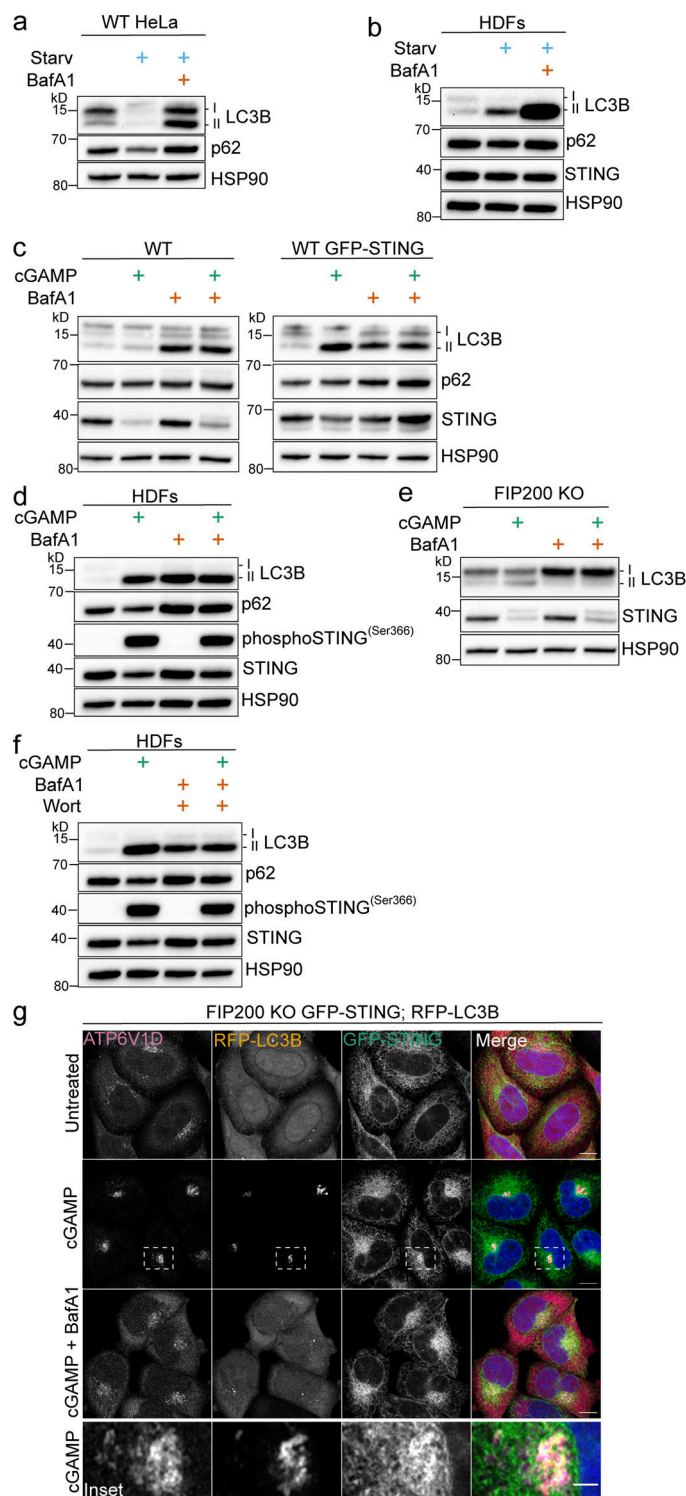 a
WT HeLa
Starv + +
BafA1 +
kD
15
I
II
LC3B
70
p62
80
HSP90
b
HDFs
Starv + +
BafA1 +
kD
15
I
II
LC3B
70
p62
40
STING
80
HSP90
c
WT
WT GFP-STING
cGAMP + + + +
BafA1 + + + +
kD
15
70
40
80
kD
15
I
II
LC3B
70
p62
70
STING
80
HSP90
d
HDFs
cGAMP + +
BafA1 + +
kD
15
I
II
LC3B
70
p62
40
phosphoSTING(Ser366)
40
STING
80
HSP90
e
FIP200 KO
cGAMP + +
BafA1 + +
kD
15
I
II
LC3B
40
STING
80
HSP90
f
HDFs
cGAMP + +
BafA1 + +
Wort + +
kD
15
I
II
LC3B
70
p62
40
phosphoSTING(Ser366)
40
STING
80
HSP90
g
FIP200 KO GFP-STING; RFP-LC3B
ATP6V1D RFP-LC3B GFP-STING Merge
Untreated
cGAMP
cGAMP + BafA1
cGAMP
Inset